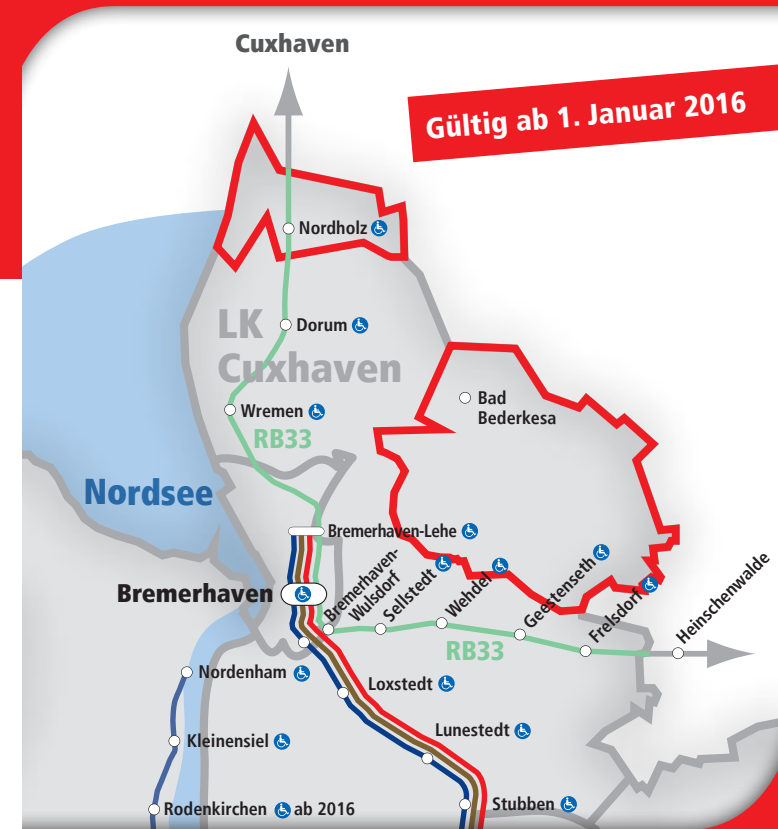 Cuxhaven
Gültig ab 1. Januar 2016
Nordholz
Dorum
LK
Cuxhaven
Bad
Bederkesa
Wremen
RB33
Nordsee
Bremerhaven-Lehe
Bremerhaven
Bremerhaven-
Wulsdorf
Sellstedt
Wehdel
Geestenseth
Frelsdorf
Heinschenwalde
RB33
Nordenham
Loxstedt
Kleinensiel
Lunestedt
Rodenkirchen ab 2016
Stubben